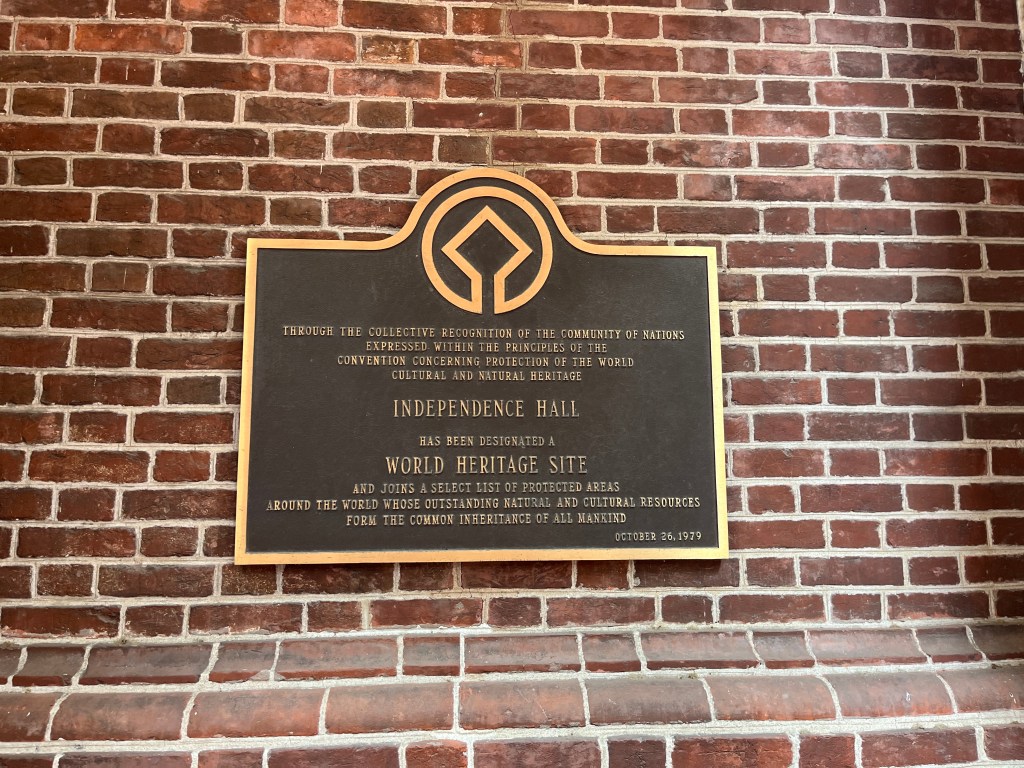 THROUGH THE COLLECTIVE RECOGNITION OF THE COMMUNITY OF NATIONS
EXPRESSED WITHIN THE PRINCIPLES OF THE
CONVENTION CONCERNING PROTECTION OF THE WORLD
CULTURAL AND NATURAL HERITAGE
INDEPENDENCE HALL
HAS BEEN DESIGNATED A
WORLD HERITAGE SITE
AND JOINS A SELECT LIST OF PROTECTED AREAS
AROUND THE WORLD WHOSE OUTSTANDING NATURAL AND CULTURAL RESOURCES
FORM THE COMMON INHERITANCE OF ALL MANKIND
OCTOBER 26, 1979